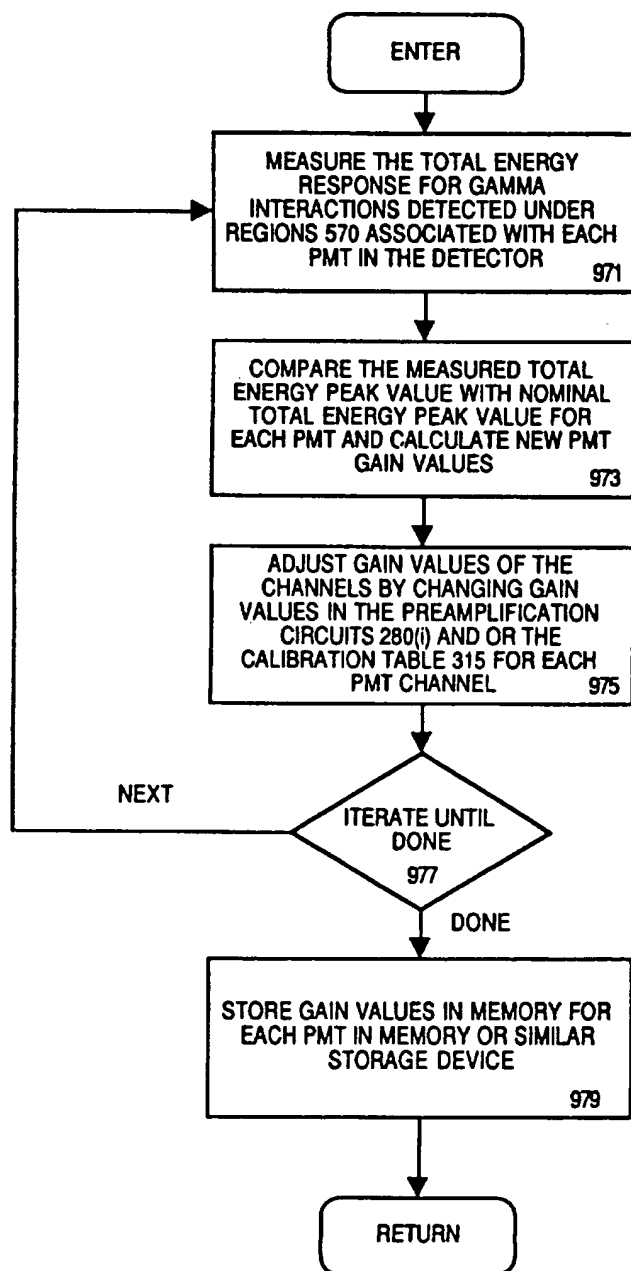 ENTER
MEASURE THE TOTAL ENERGY
RESPONSE FOR GAMMA
INTERACTIONS DETECTED UNDER
REGIONS 570 ASSOCIATED WITH EACH
PMT IN THE DETECTOR
971
COMPARE THE MEASURED TOTAL
ENERGY PEAK VALUE WITH NOMINAL
TOTAL ENERGY PEAK VALUE FOR
EACH PMT AND CALCULATE NEW PMT
GAIN VALUES
973
ADJUST GAIN VALUES OF THE
CHANNELS BY CHANGING GAIN
VALUES IN THE PREAMPLIFICATION
CIRCUITS 280(i) AND OR THE
CALIBRATION TABLE 315 FOR EACH
PMT CHANNEL
975
NEXT
ITERATE UNTIL
DONE
977
DONE
STORE GAIN VALUES IN MEMORY FOR
EACH PMT IN MEMORY OR SIMILAR
STORAGE DEVICE
979
RETURN